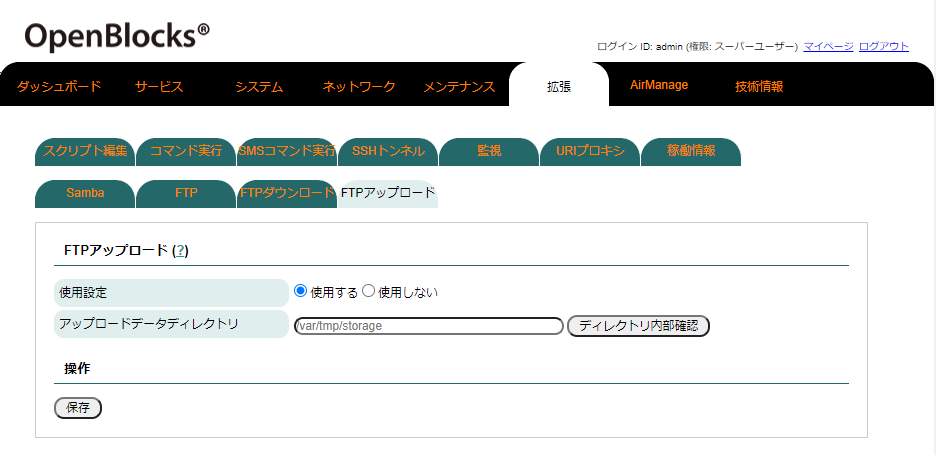 OpenBlocks®
ログイン ID: admin (権限: スーパーユーザー) マイページ ログアウト
ダッシュボード サービス システム ネットワーク メンテナンス 拡張 AirManage 技術情報
スクリプト編集 コマンド実行 SMSコマンド実行 SSHトンネル 監視 URIプロキシ 稼働情報
Samba FTP FTPダウンロード FTPアップロード
FTPアップロード (?)
使用設定 使用する 使用しない
アップロードデータディレクトリ /var/tmp/storage ディレクトリ内部確認
操作
保存